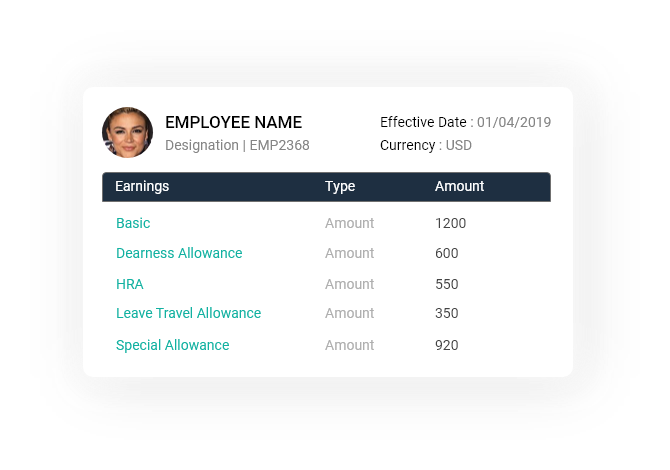 EMPLOYEE NAME
Designation | EMP2368
Effective Date : 01/04/2019
Currency : USD
Earnings Type Amount
Basic Amount 1200
Dearness Allowance Amount 600
HRA Amount 550
Leave Travel Allowance Amount 350
Special Allowance Amount 920